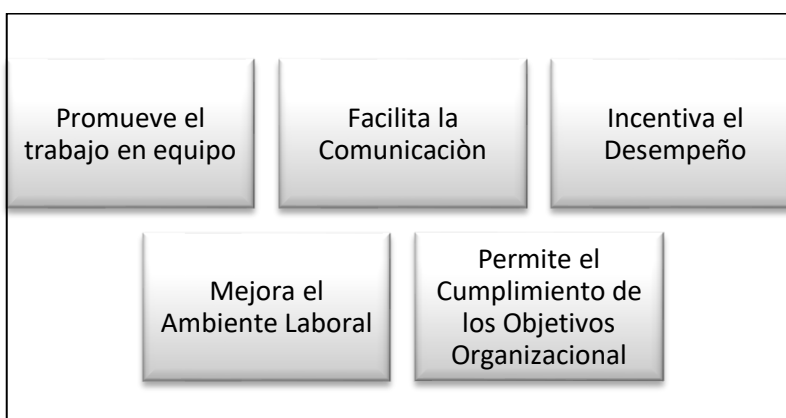 Promueve el
trabajo en equipo
Facilita la
Comunicaciòn
Incentiva el
Desempeño
Mejora el
Ambiente Laboral
Permite el
Cumplimiento de
los Objetivos
Organizacional